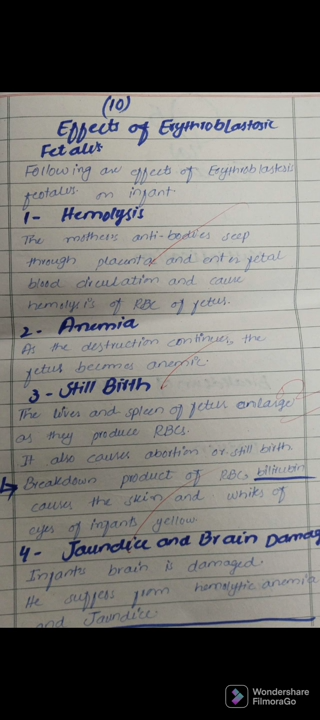 (10)
Effects of Erythroblastosic
Fetalis
Following are effects of Erythroblastosis
foetalus on infant.
1- Hemolysis
The mothers anti-bodies seep
through placentae and enter fetal
blood circulation and cause
hemolysis of RBC of fetus.
2- Anemia
As the destruction continues, the
fetus becomes anemic.
3- Still Birth
The liver and spleen of fetus enlarge
as they produce RBCs.
It also causes abortion or still birth
Breakdown product of RBC, bilirubin
causes the skin and white of
eyes of infants yellow.
4- Jaundice and Brain Damag
Infants brain is damaged.
He suffers from hemolytic anemia
and Jaundice.
Wondershare
FilmoraGo